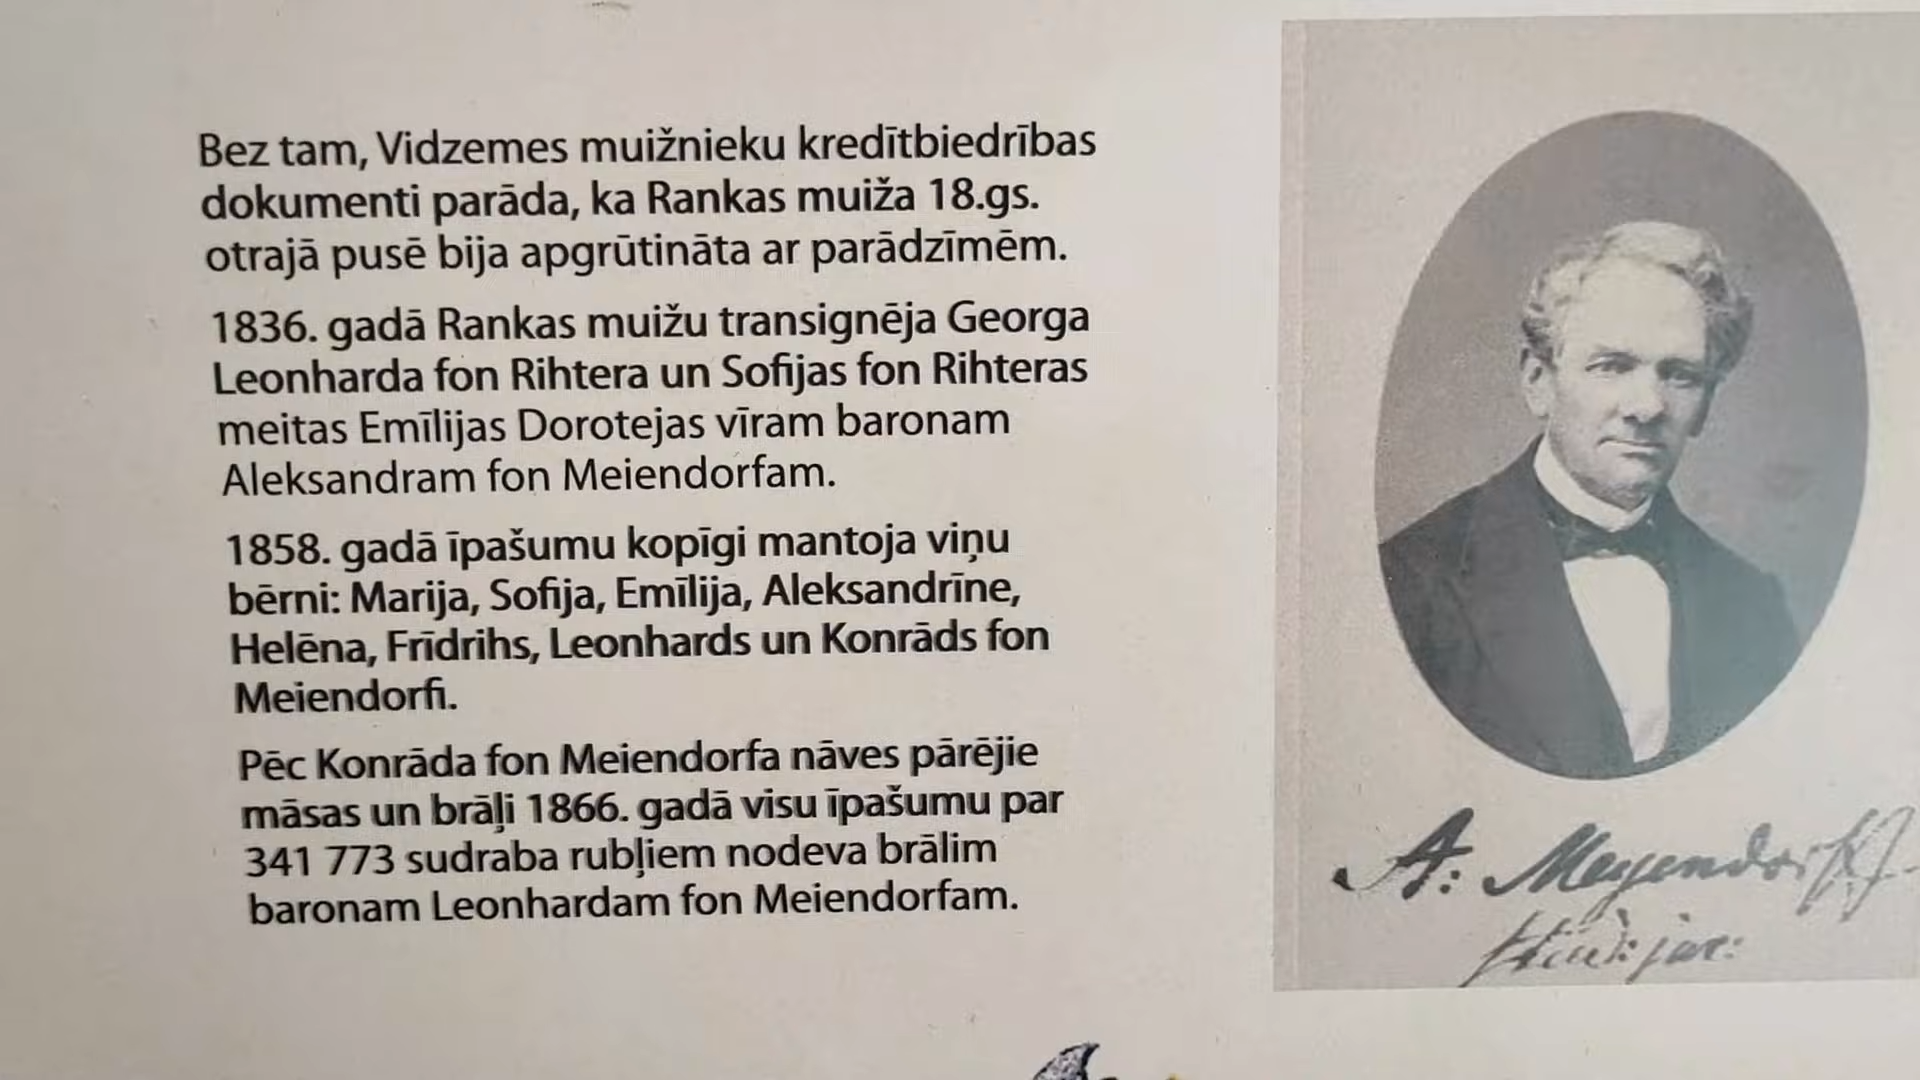 Bez tam, Vidzemes muižnieku kredītbiedrības
dokumenti parāda, ka Rankas muiža 18.gs.
otrajā pusē bija apgrūtināta ar parādzīmēm.
1836. gadā Rankas muižu transignēja Georga
Leonharda fon Rihtera un Sofijas fon Rihteras
meitas Emīlijas Dorotejas vīram baronam
Aleksandram fon Meiendorfam.
1858. gadā īpašumu kopīgi mantoja viņu
bērni: Marija, Sofija, Emīlija, Aleksandrīne,
Helēna, Frīdrihs, Leonhards un Konrāds fon
Meiendorfi.
Pēc Konrāda fon Meiendorfa nāves pārējie
māsas un brāļi 1866. gadā visu īpašumu par
341 773 sudraba rubļiem nodeva brālim
baronam Leonhardam fon Meiendorfam.
A: Meyendorff